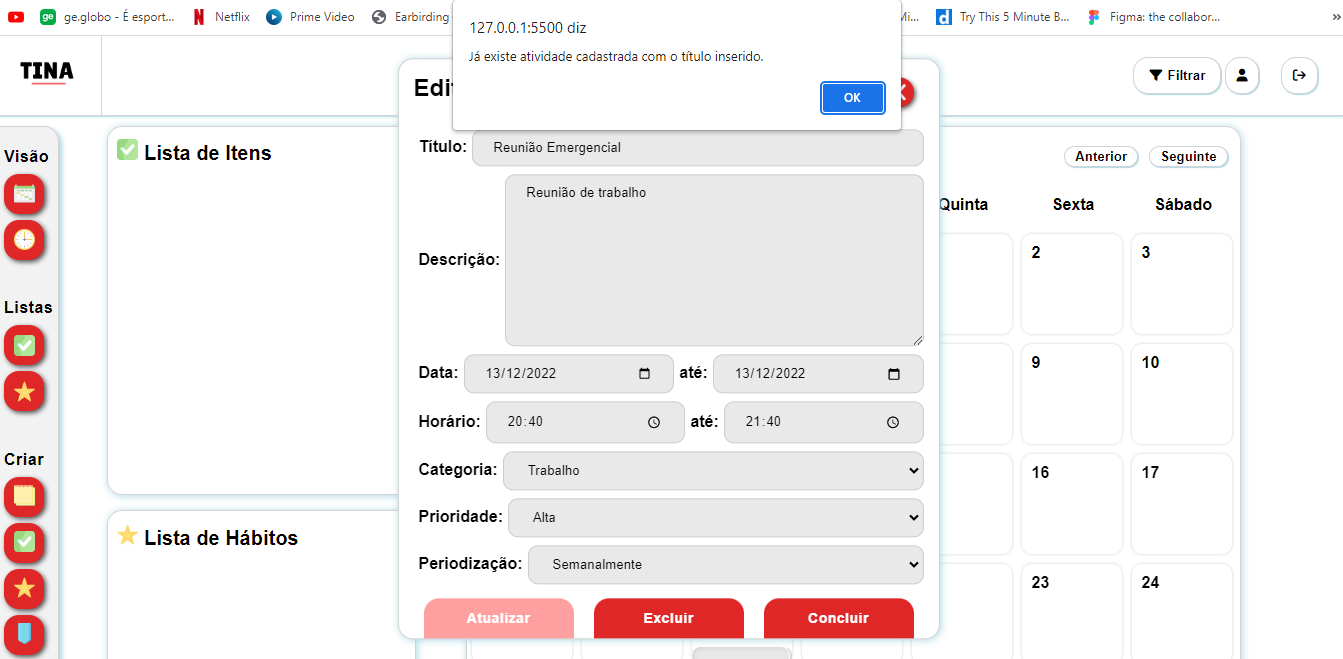 ge.globo - É esport...
Netflix
Prime Video
Earbirding
Mi...
Try This 5 Minute B...
Figma: the collabor...
»
127.0.0.1:5500 diz
Já existe atividade cadastrada com o título inserido.
OK
TINA
Edi
Filtrar
Visão
Listas
Criar
Lista de Itens
Lista de Hábitos
Título: Reunião Emergencial
Descrição: Reunião de trabalho
Data: 13/12/2022 até: 13/12/2022
Horário: 20:40 até: 21:40
Categoria: Trabalho
Prioridade: Alta
Periodização: Semanalmente
Atualizar Excluir Concluir
Anterior Seguinte
Quinta Sexta Sábado
2 3
9 10
16 17
23 24